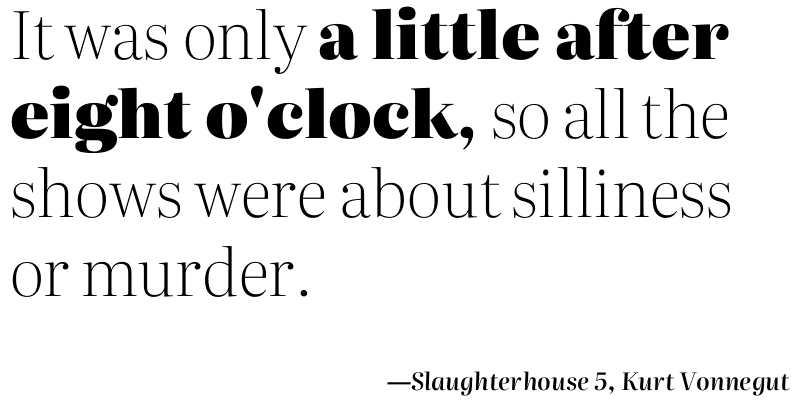 It was only a little after
eight o'clock, so all the
shows were about silliness
or murder.
—Slaughterhouse 5, Kurt Vonnegut